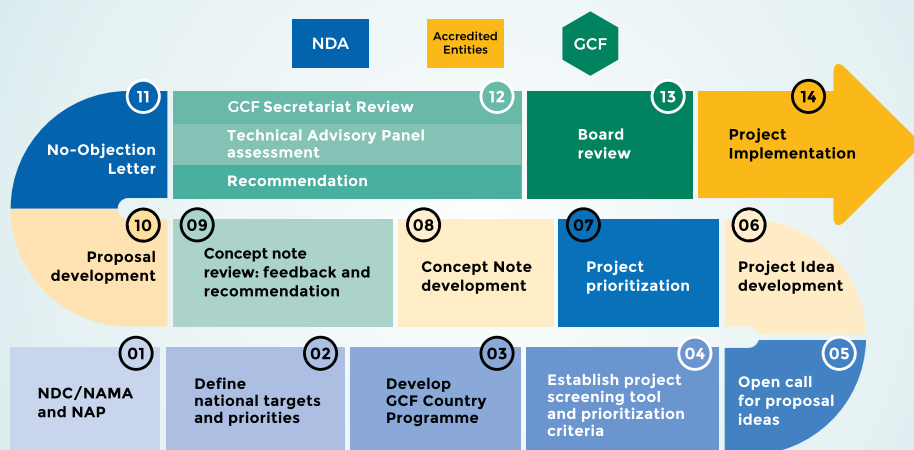 NDA
Accredited
Entities
GCF
11
No-Objection
Letter
12
GCF Secretariat Review
Technical Advisory Panel
assessment
Recommendation
13
Board
review
14
Project
Implementation
10
Proposal
development
09
Concept note
review: feedback and
recommendation
08
Concept Note
development
07
Project
prioritization
06
Project Idea
development
01
NDC/NAMA
and NAP
02
Define
national targets
and priorities
03
Develop
GCF Country
Programme
04
Establish project
screening tool
and prioritization
criteria
05
Open call
for proposal
ideas